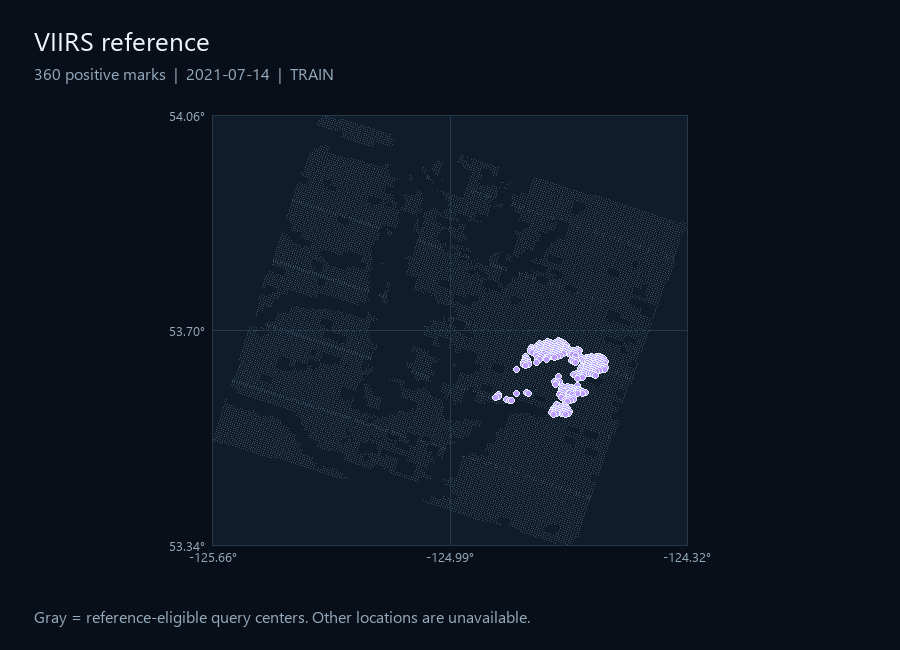 VIIRS reference
360 positive marks | 2021-07-14 | TRAIN
54.06°
53.70°
53.34°
-125.66°
-124.99°
-124.32°
Gray = reference-eligible query centers. Other locations are unavailable.